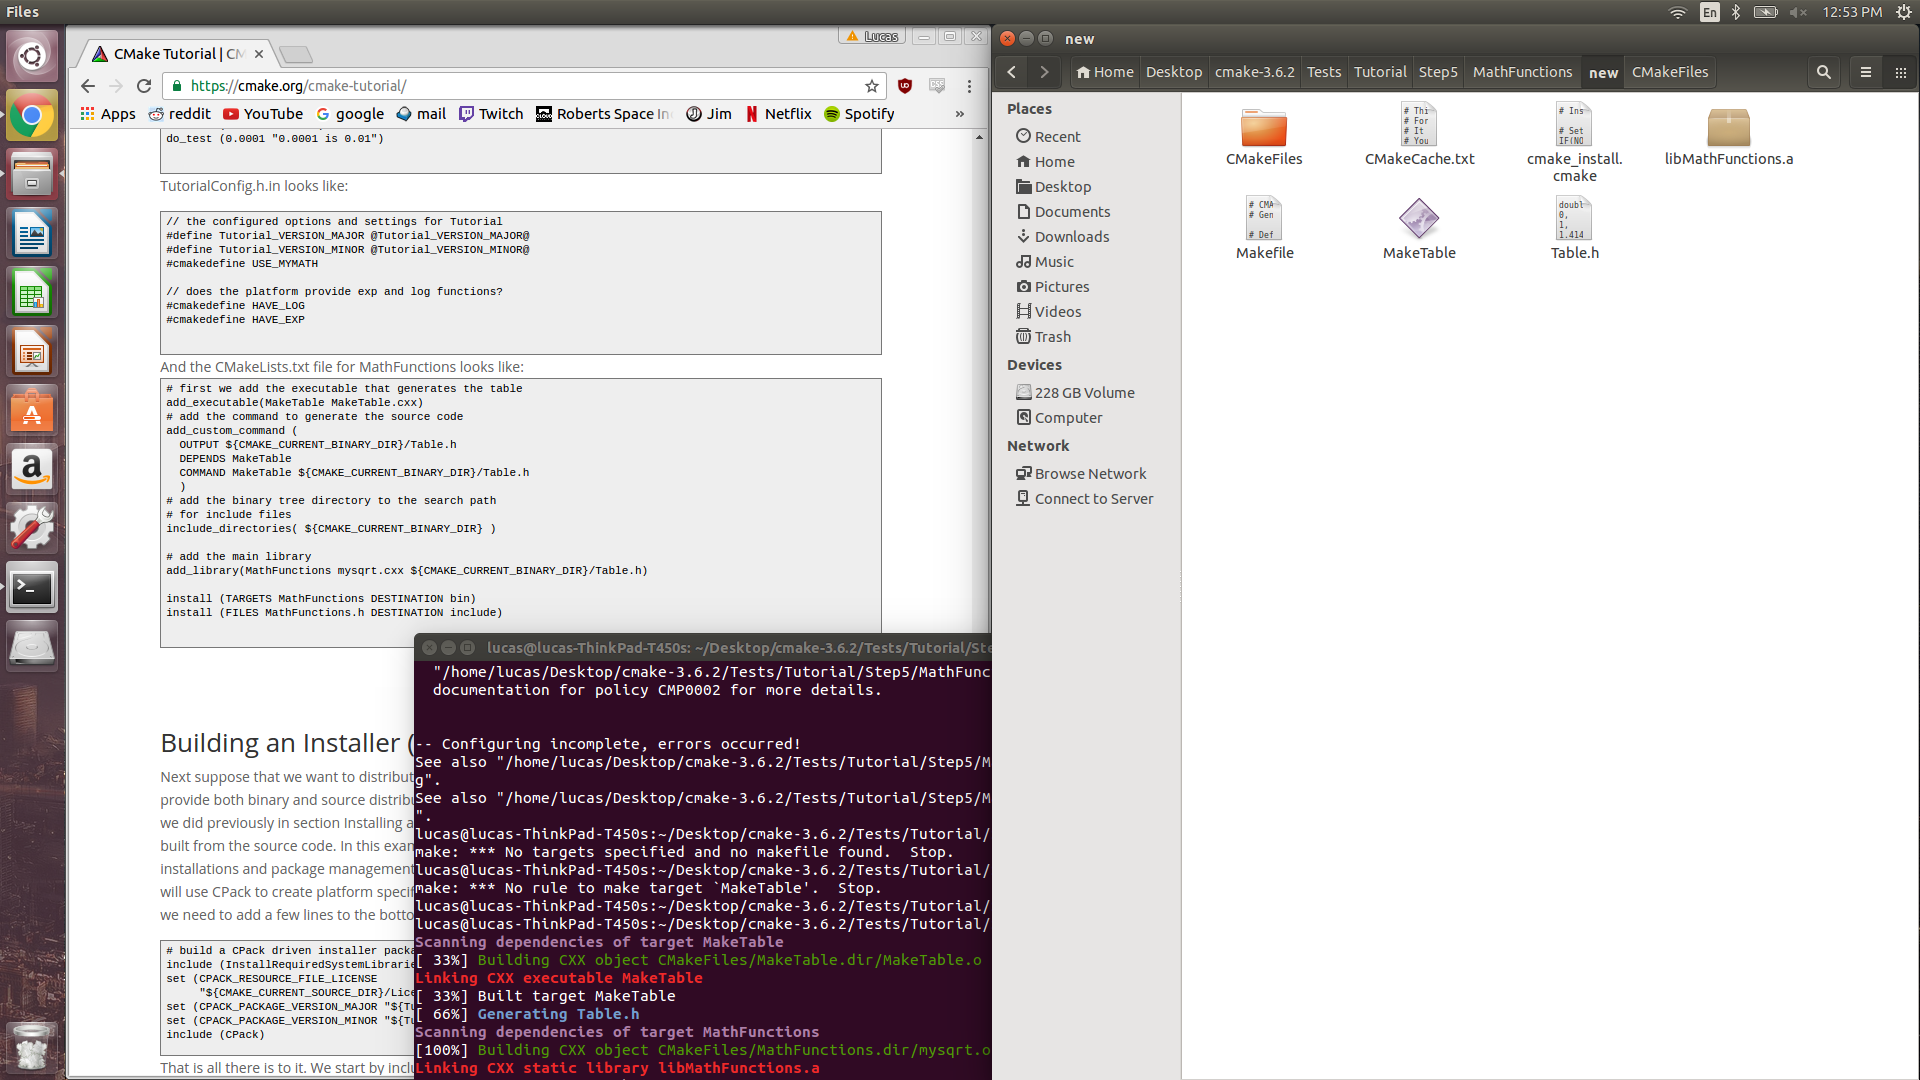 Files
En
12:53 PM
CMake Tutorial | CM
Lucas
https://cmake.org/cmake-tutorial/
Apps reddit YouTube google mail Twitch Roberts Space In Jim Netflix Spotify »
do_test (0.0001 "0.0001 is 0.01")
TutorialConfig.h.in looks like:
// the configured options and settings for Tutorial
#define Tutorial_VERSION_MAJOR @Tutorial_VERSION_MAJOR@
#define Tutorial_VERSION_MINOR @Tutorial_VERSION_MINOR@
#cmakedefine USE_MYMATH
// does the platform provide exp and log functions?
#cmakedefine HAVE_LOG
#cmakedefine HAVE_EXP
And the CMakeLists.txt file for MathFunctions looks like:
# first we add the executable that generates the table
add_executable(MakeTable MakeTable.cxx)
# add the command to generate the source code
add_custom_command (
  OUTPUT ${CMAKE_CURRENT_BINARY_DIR}/Table.h
  DEPENDS MakeTable
  COMMAND MakeTable ${CMAKE_CURRENT_BINARY_DIR}/Table.h
  )
# add the binary tree directory to the search path
# for include files
include_directories( ${CMAKE_CURRENT_BINARY_DIR} )
# add the main library
add_library(MathFunctions mysqrt.cxx ${CMAKE_CURRENT_BINARY_DIR}/Table.h)
install (TARGETS MathFunctions DESTINATION bin)
install (FILES MathFunctions.h DESTINATION include)
Building an Installer (
Next suppose that we want to distribut
provide both binary and source distribu
we did previously in section Installing a
built from the source code. In this exam
installations and package management
will use CPack to create platform specif
we need to add a few lines to the botto
# build a CPack driven installer packa
include (InstallRequiredSystemLibrarie
set (CPACK_RESOURCE_FILE_LICENSE
     "${CMAKE_CURRENT_SOURCE_DIR}/Lice
set (CPACK_PACKAGE_VERSION_MAJOR "${Tu
set (CPACK_PACKAGE_VERSION_MINOR "${Tu
include (CPack)
That is all there is to it. We start by inclu
lucas@lucas-ThinkPad-T450s: ~/Desktop/cmake-3.6.2/Tests/Tutorial/Ste
"/home/lucas/Desktop/cmake-3.6.2/Tests/Tutorial/Step5/MathFunc
documentation for policy CMP0002 for more details.
-- Configuring incomplete, errors occurred!
See also "/home/lucas/Desktop/cmake-3.6.2/Tests/Tutorial/Step5/M
g".
See also "/home/lucas/Desktop/cmake-3.6.2/Tests/Tutorial/Step5/M
".
lucas@lucas-ThinkPad-T450s:~/Desktop/cmake-3.6.2/Tests/Tutorial/
make: *** No targets specified and no makefile found.  Stop.
lucas@lucas-ThinkPad-T450s:~/Desktop/cmake-3.6.2/Tests/Tutorial/
make: *** No rule to make target `MakeTable'.  Stop.
lucas@lucas-ThinkPad-T450s:~/Desktop/cmake-3.6.2/Tests/Tutorial/
lucas@lucas-ThinkPad-T450s:~/Desktop/cmake-3.6.2/Tests/Tutorial/
Scanning dependencies of target MakeTable
[ 33%] Building CXX object CMakeFiles/MakeTable.dir/MakeTable.o
Linking CXX executable MakeTable
[ 33%] Built target MakeTable
[ 66%] Generating Table.h
Scanning dependencies of target MathFunctions
[100%] Building CXX object CMakeFiles/MathFunctions.dir/mysqrt.o
Linking CXX static library libMathFunctions.a
new
Home Desktop cmake-3.6.2 Tests Tutorial Step5 MathFunctions new CMakeFiles
Places
Recent
Home
Desktop
Documents
Downloads
Music
Pictures
Videos
Trash
Devices
228 GB Volume
Computer
Network
Browse Network
Connect to Server
CMakeFiles
# Thi
# For
# It
# You
CMakeCache.txt
# Ins
# Set
IF(NO
cmake_install.
cmake
libMathFunctions.a
# CMA
# Gen
# Def
Makefile
MakeTable
doubl
0,
1,
1.414
Table.h